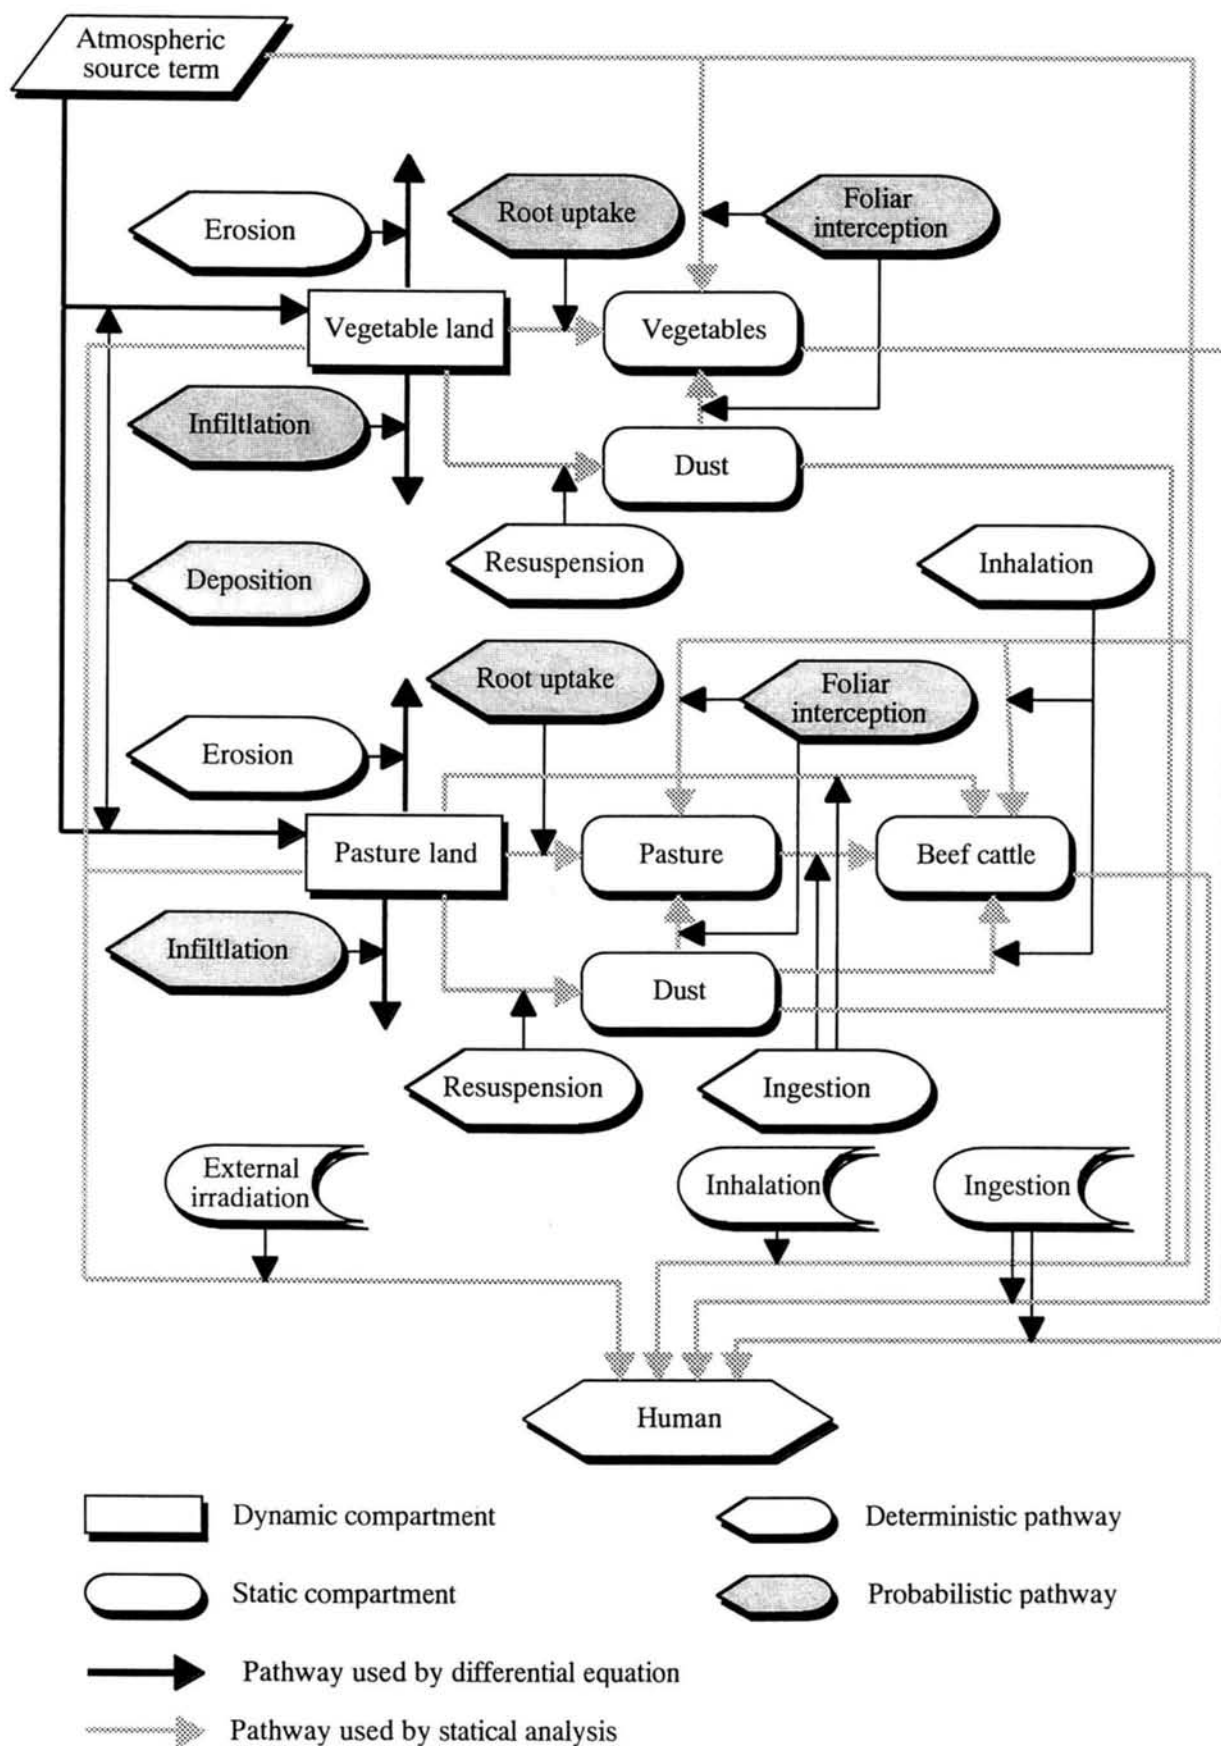 Atmospheric
source term
Erosion
Root uptake
Foliar
interception
Vegetable land
Vegetables
Infiltlation
Dust
Resuspension
Inhalation
Deposition
Root uptake
Foliar
interception
Erosion
Pasture land
Pasture
Beef cattle
Infiltlation
Dust
Resuspension
Ingestion
External
irradiation
Inhalation
Ingestion
Human
Dynamic compartment
Deterministic pathway
Static compartment
Probabilistic pathway
Pathway used by differential equation
Pathway used by statical analysis